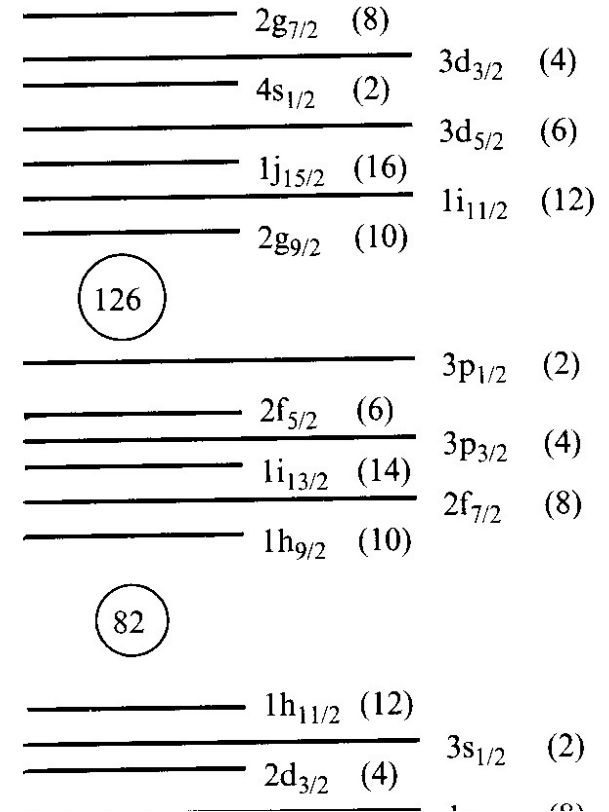 2g7/2 (8)
3d3/2 (4)
4s1/2 (2)
3d5/2 (6)
1j15/2 (16)
1i11/2 (12)
2g9/2 (10)
126
3p1/2 (2)
2f5/2 (6)
3p3/2 (4)
1i13/2 (14)
2f7/2 (8)
1h9/2 (10)
82
1h11/2 (12)
3s1/2 (2)
2d3/2 (4)
(8)